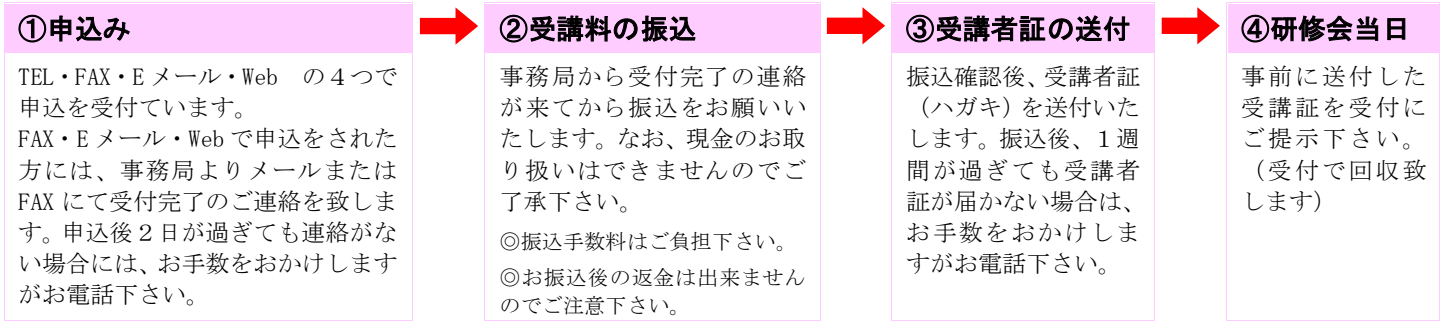 ①申込み
TEL・FAX・Eメール・Web　の４つで
申込を受付ています。
FAX・Eメール・Webで申込をされた
方には、事務局よりメールまたは
FAXにて受付完了のご連絡を致しま
す。申込後２日が過ぎても連絡がな
い場合には、お手数をおかけします
がお電話下さい。
②受講料の振込
事務局から受付完了の連絡
が来てから振込をお願いい
たします。なお、現金のお取
り扱いはできませんのでご
了承下さい。
◎振込手数料はご負担下さい。
◎お振込後の返金は出来ません
のでご注意下さい。
③受講者証の送付
振込確認後、受講者証
（ハガキ）を送付いた
します。振込後、１週
間が過ぎても受講者
証が届かない場合は、
お手数をおかけしま
すがお電話下さい。
④研修会当日
事前に送付した
受講証を受付に
ご提示下さい。
（受付で回収致
します）